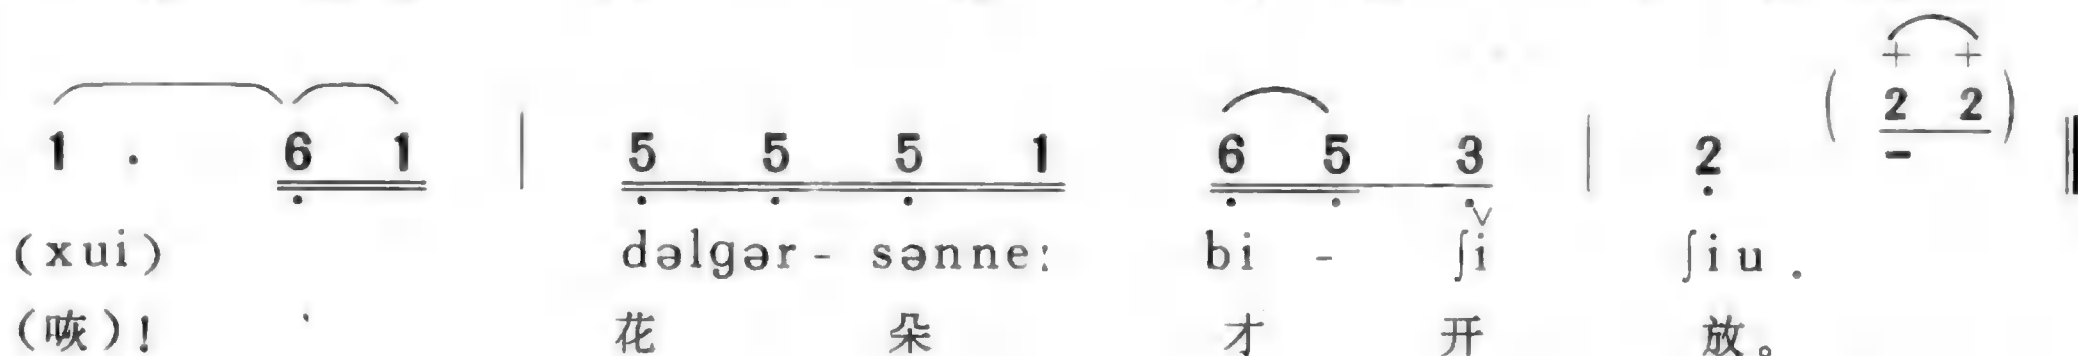 1 · 6 1 | 5 5 5 1 6 5 3 | 2 ( 2 2 ) ‖
(xui) dəlgər - sənne: bi - ʃǐ ʃiu .
(咴)! 花 朵 才 开 放。